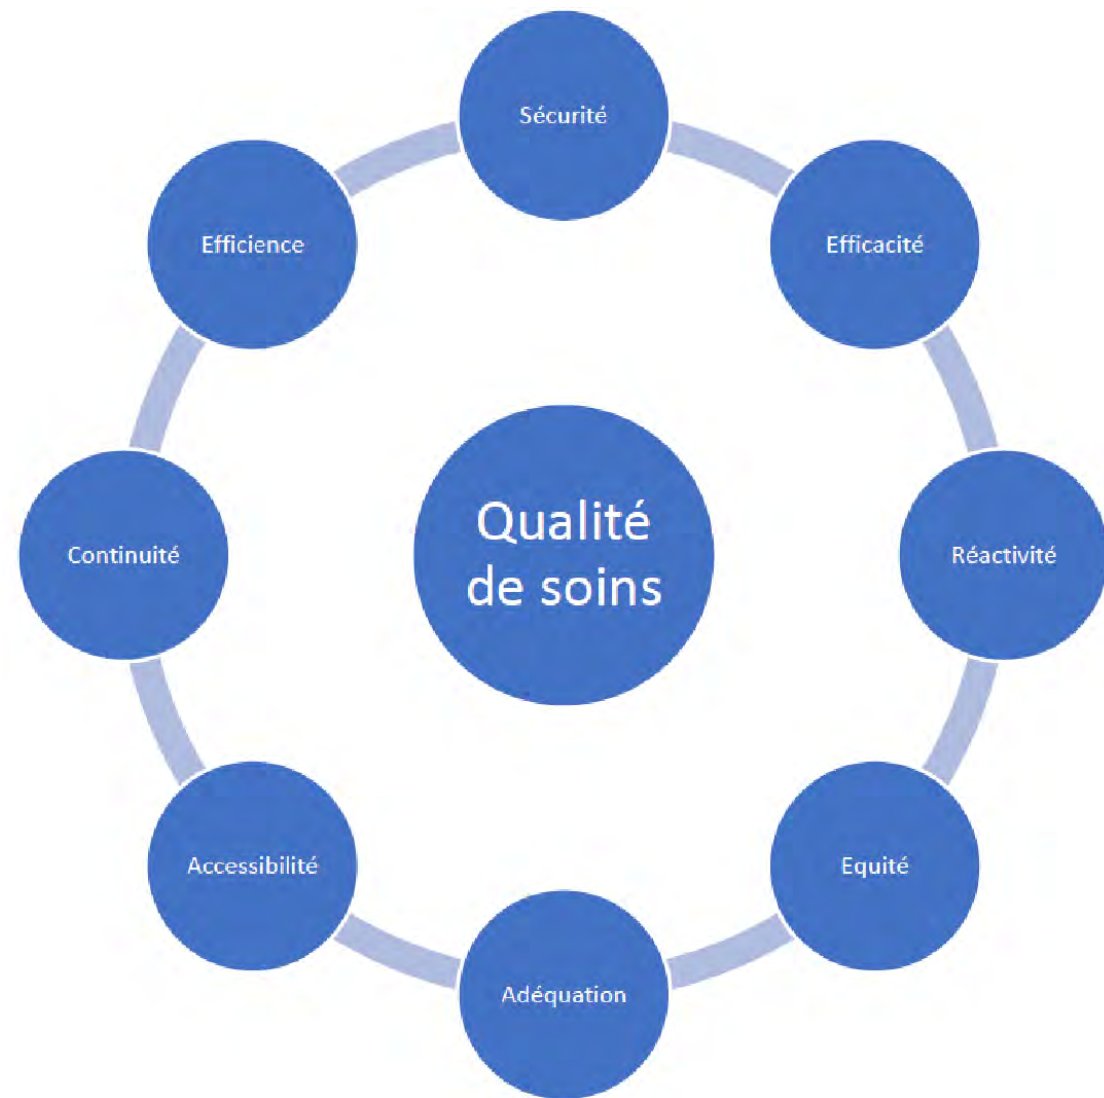 Sécurité
Efficacité
Réactivité
Equité
Adéquation
Accessibilité
Continuité
Efficience
Qualité
de soins